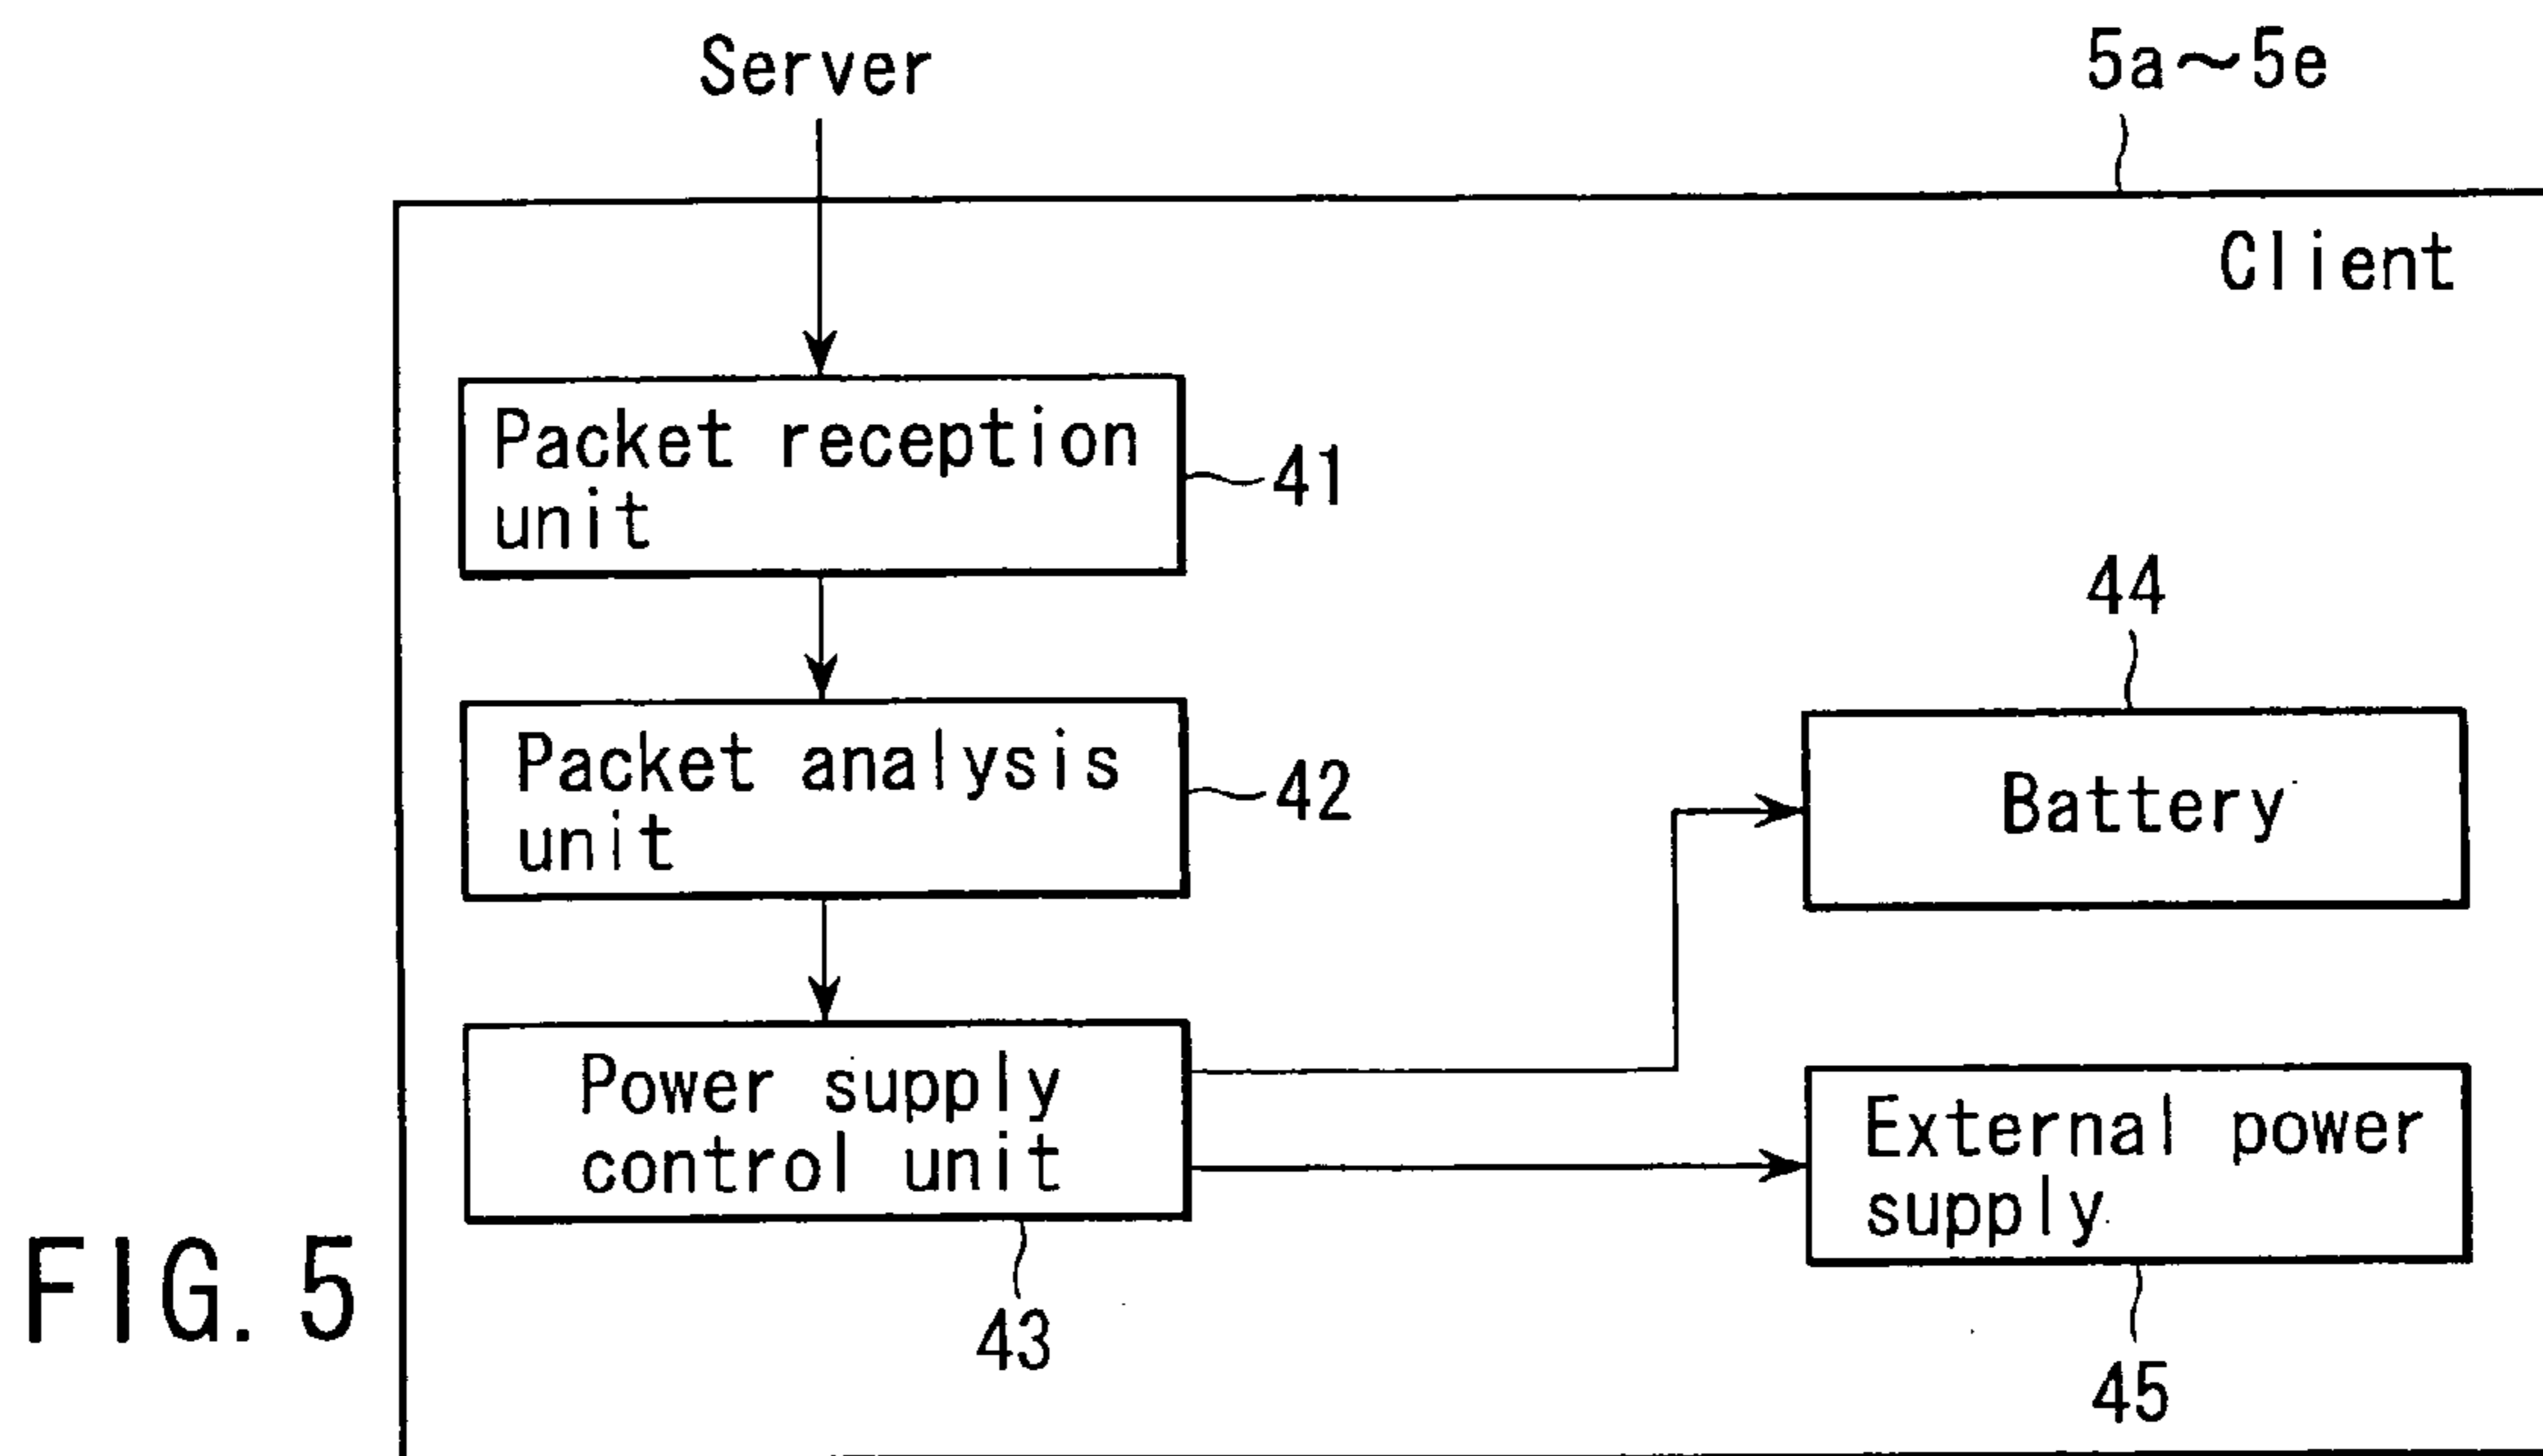 Server
5a～5e
Client
Packet reception
unit
41
44
Packet analysis
unit
42
Battery
Power supply
control unit
External power
supply
43
45
FIG. 5